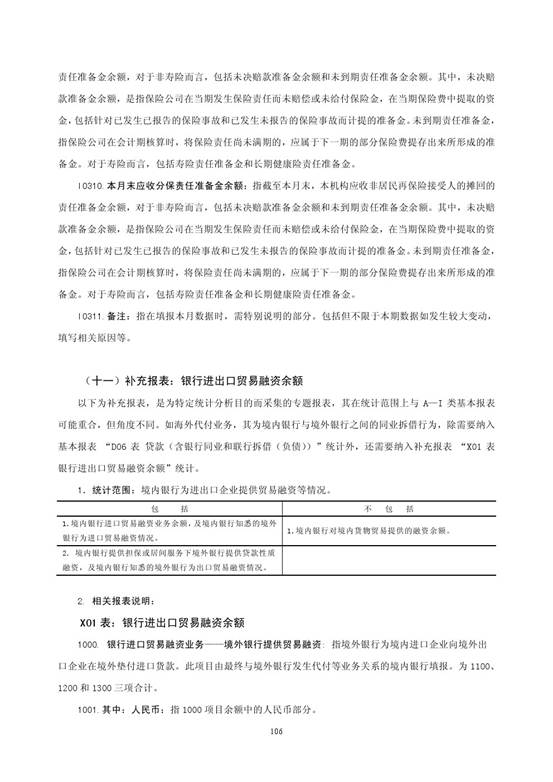 责任准备金余额，对于非寿险而言，包括未决赔款准备金余额和未到期责任准备金余额。其中，未决赔
款准备金余额，是指保险公司在当期发生保险责任而未赔偿或未给付保险金，在当期保险费中提取的资
金，包括针对已发生已报告的保险事故和已发生未报告的保险事故而计提的准备金。未到期责任准备金，
指保险公司在会计期核算时，将保险责任尚未满期的，应属于下一期的部分保险费提存出来所形成的准
备金。对于寿险而言，包括寿险责任准备金和长期健康险责任准备金。
I0310.本月末应收分保责任准备金余额：指截至本月末，本机构应收非居民再保险接受人的摊回的
责任准备金余额，对于非寿险而言，包括未决赔款准备金余额和未到期责任准备金余额。其中，未决赔
款准备金余额，是指保险公司在当期发生保险责任而未赔偿或未给付保险金，在当期保险费中提取的资
金，包括针对已发生已报告的保险事故和已发生未报告的保险事故而计提的准备金。未到期责任准备金，
指保险公司在会计期核算时，将保险责任尚未满期的，应属于下一期的部分保险费提存出来所形成的准
备金。对于寿险而言，包括寿险责任准备金和长期健康险责任准备金。
I0311.备注：指在填报本月数据时，需特别说明的部分。包括但不限于本期数据如发生较大变动，
填写相关原因等。
（十一）补充报表：银行进出口贸易融资余额
以下为补充报表，是为特定统计分析目的而采集的专题报表，其在统计范围上与 A—I 类基本报表
可能重合，但角度不同。如海外代付业务，其为境内银行与境外银行之间的同业拆借行为，除需要纳入
基本报表 “D06 表 贷款（含银行同业和联行拆借（负债））”统计外，还需要纳入补充报表 “X01 表
银行进出口贸易融资余额”统计。
1．统计范围：境内银行为进出口企业提供贸易融资等情况。
包 括 不 包 括
1.境内银行进口贸易融资业务余额,及境内银行知悉的境外
银行为进口贸易融资情况。
1.境内银行对境内货物贸易提供的融资余额。
2. 境内银行提供担保或居间服务下境外银行提供贷款性质
融资，及境内银行知悉的境外银行为出口贸易融资情况。
2. 相关报表说明：
X01 表：银行进出口贸易融资余额
1000. 银行进口贸易融资业务——境外银行提供贸易融资: 指境外银行为境内进口企业向境外出
口企业在境外垫付进口货款。此项目由最终与境外银行发生代付等业务关系的境内银行填报。为 1100、
1200 和 1300 三项合计。
1001.其中：人民币：指 1000 项目余额中的人民币部分。
106